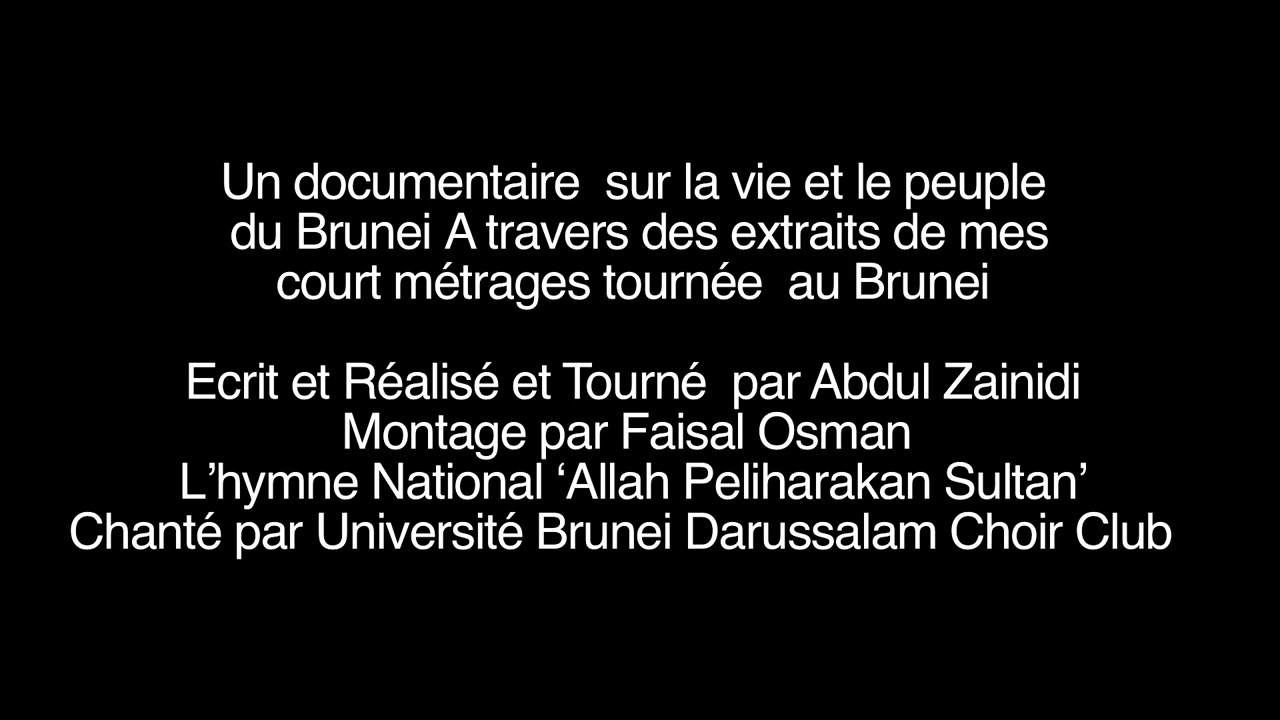 Un documentaire sur la vie et le peuple
du Brunei A travers des extraits de mes
court métrages tournée au Brunei
Ecrit et Réalisé et Tourné par Abdul Zainidi
Montage par Faisal Osman
L’hymne National ‘Allah Peliharakan Sultan’
Chanté par Université Brunei Darussalam Choir Club